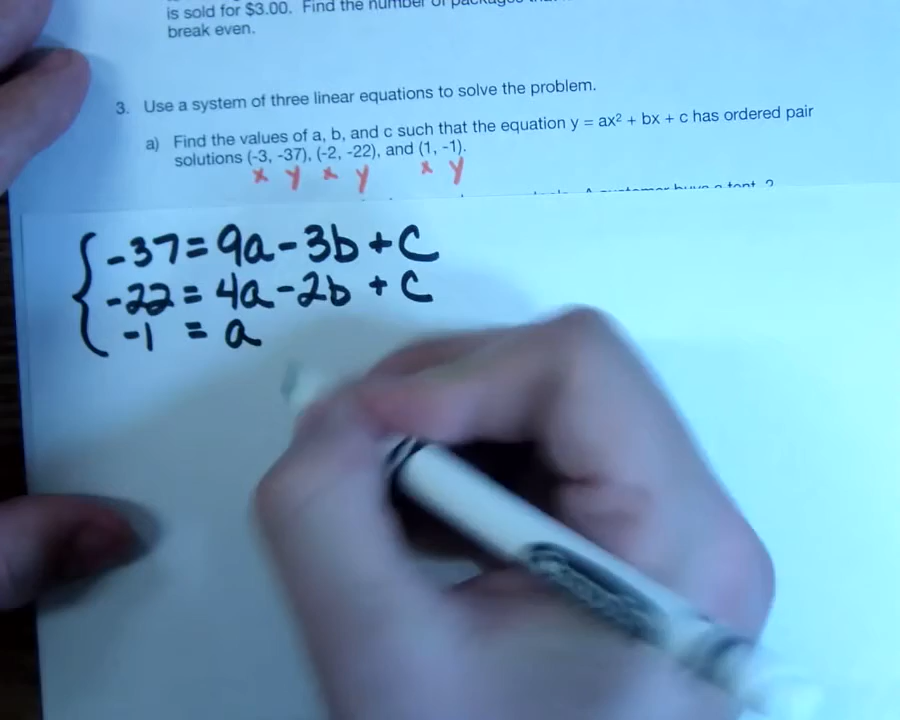 is sold for $3.00. Find the number of packages
break even.
3. Use a system of three linear equations to solve the problem.
a) Find the values of a, b, and c such that the equation y = ax² + bx + c has ordered pair
solutions (-3, -37), (-2, -22), and (1, -1).
x y x y x y
-37 = 9a - 3b + c
-22 = 4a - 2b + c
-1 = a